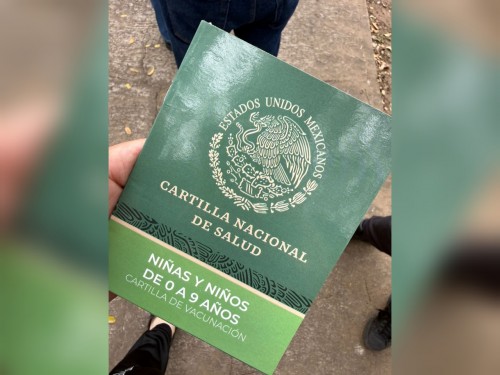 ESTADOS UNIDOS MEXICANOS
CARTILLA NACIONAL
DE SALUD
NIÑAS Y NIÑOS
DE 0 A 9 AÑOS
CARTILLA DE VACUNACIÓN